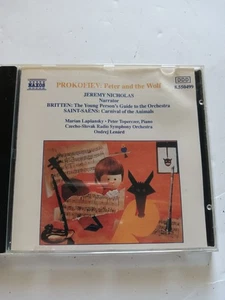 NAXOS
DDD
PROKOFIEV: Peter and the Wolf
8.550499
JEREMY NICHOLAS
Narrator
BRITTEN: The Young Person's Guide to the Orchestra
SAINT-SAËNS: Carnival of the Animals
Marian Lapšanský • Peter Toperczer, Piano
Czecho-Slovak Radio Symphony Orchestra
Ondrej Lenárd